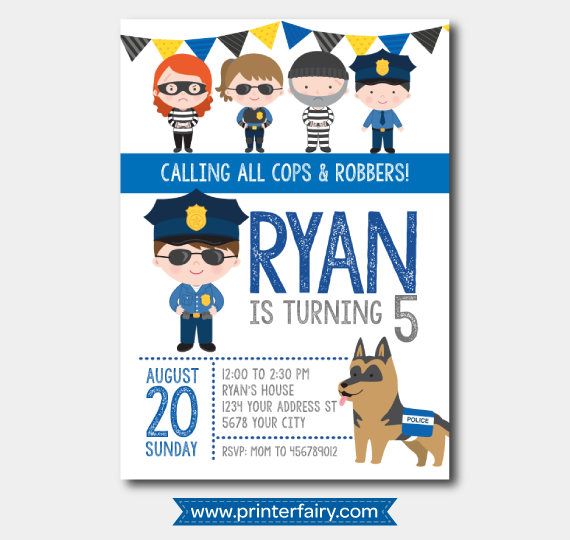 CALLING ALL COPS & ROBBERS!
RYAN
IS TURNING 5
AUGUST
20
SUNDAY
12:00 TO 2:30 PM
RYAN'S HOUSE
1234 YOUR ADDRESS ST
5678 YOUR CITY
RSVP: MOM TO 456789012
POLICE
www.printerfairy.com